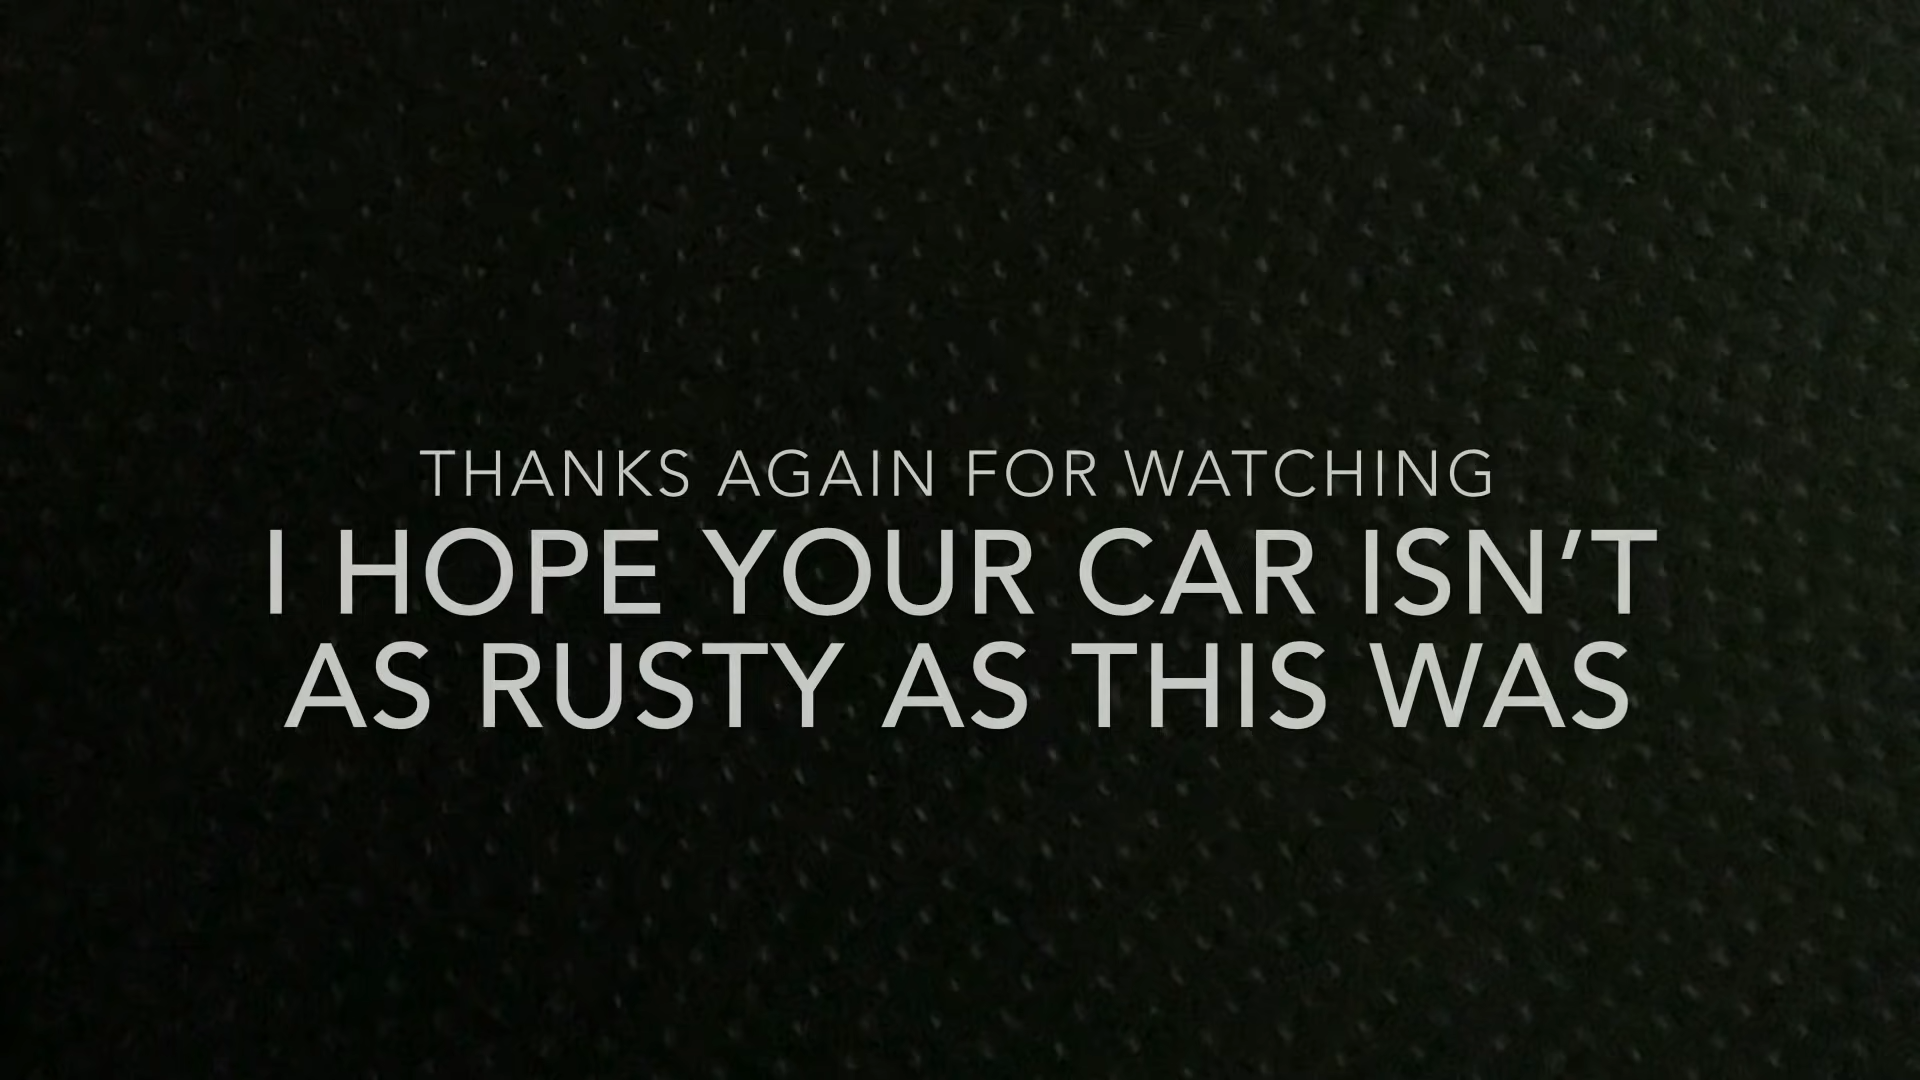 THANKS AGAIN FOR WATCHING
I HOPE YOUR CAR ISN’T
AS RUSTY AS THIS WAS